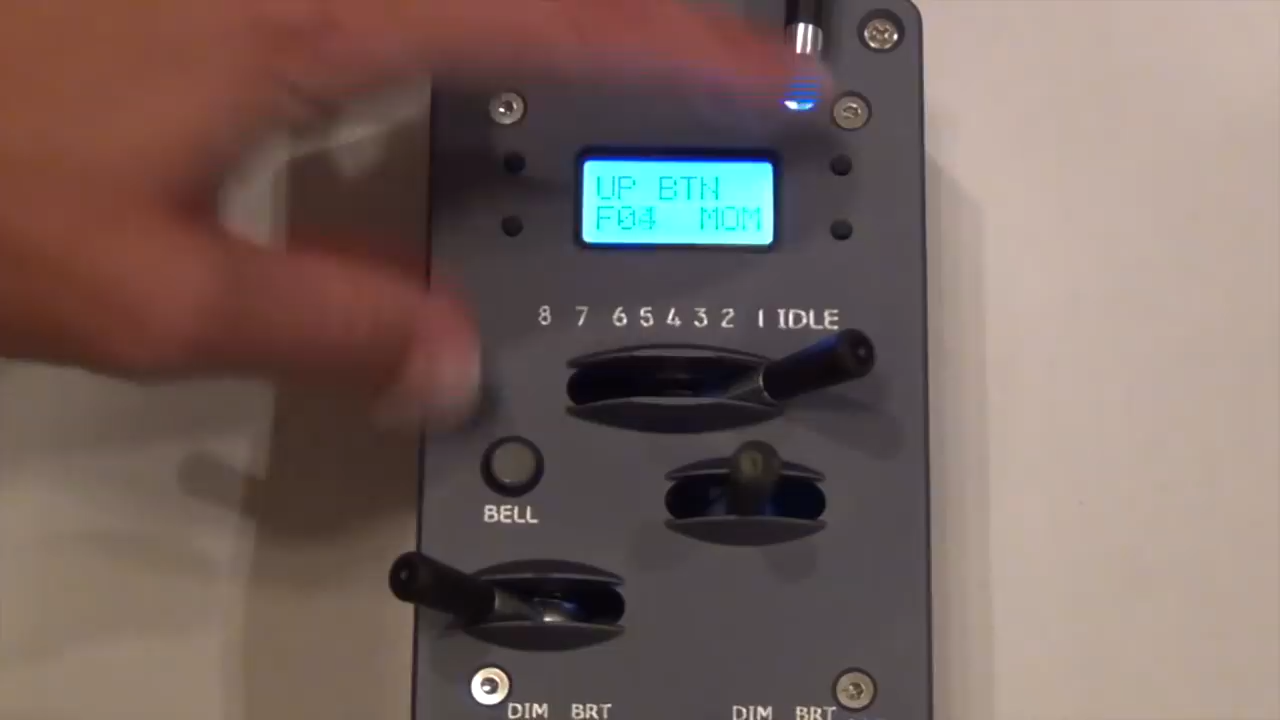 UP BTN
F04 MOM
8 7 6 5 4 3 2 1 IDLE
BELL
DIM BRT
DIM BRT